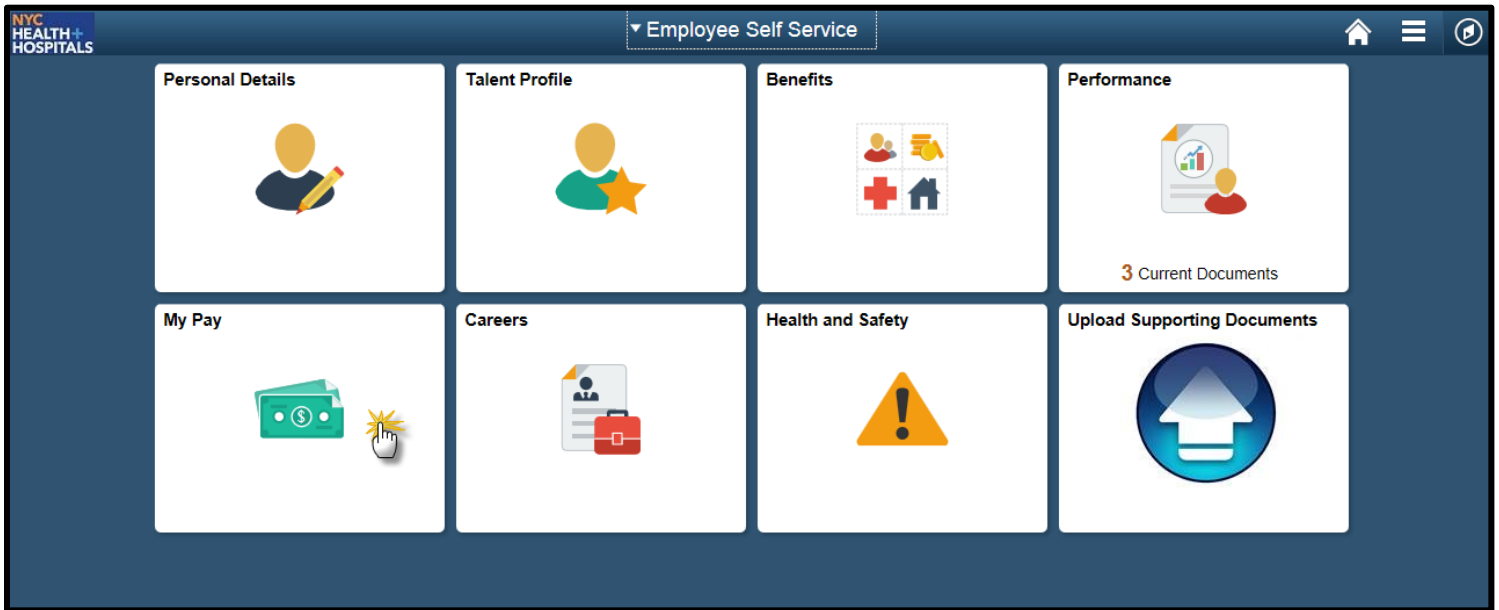 NYC
HEALTH+
HOSPITALS
Employee Self Service
Personal Details
Talent Profile
Benefits
Performance
3 Current Documents
My Pay
Careers
Health and Safety
Upload Supporting Documents